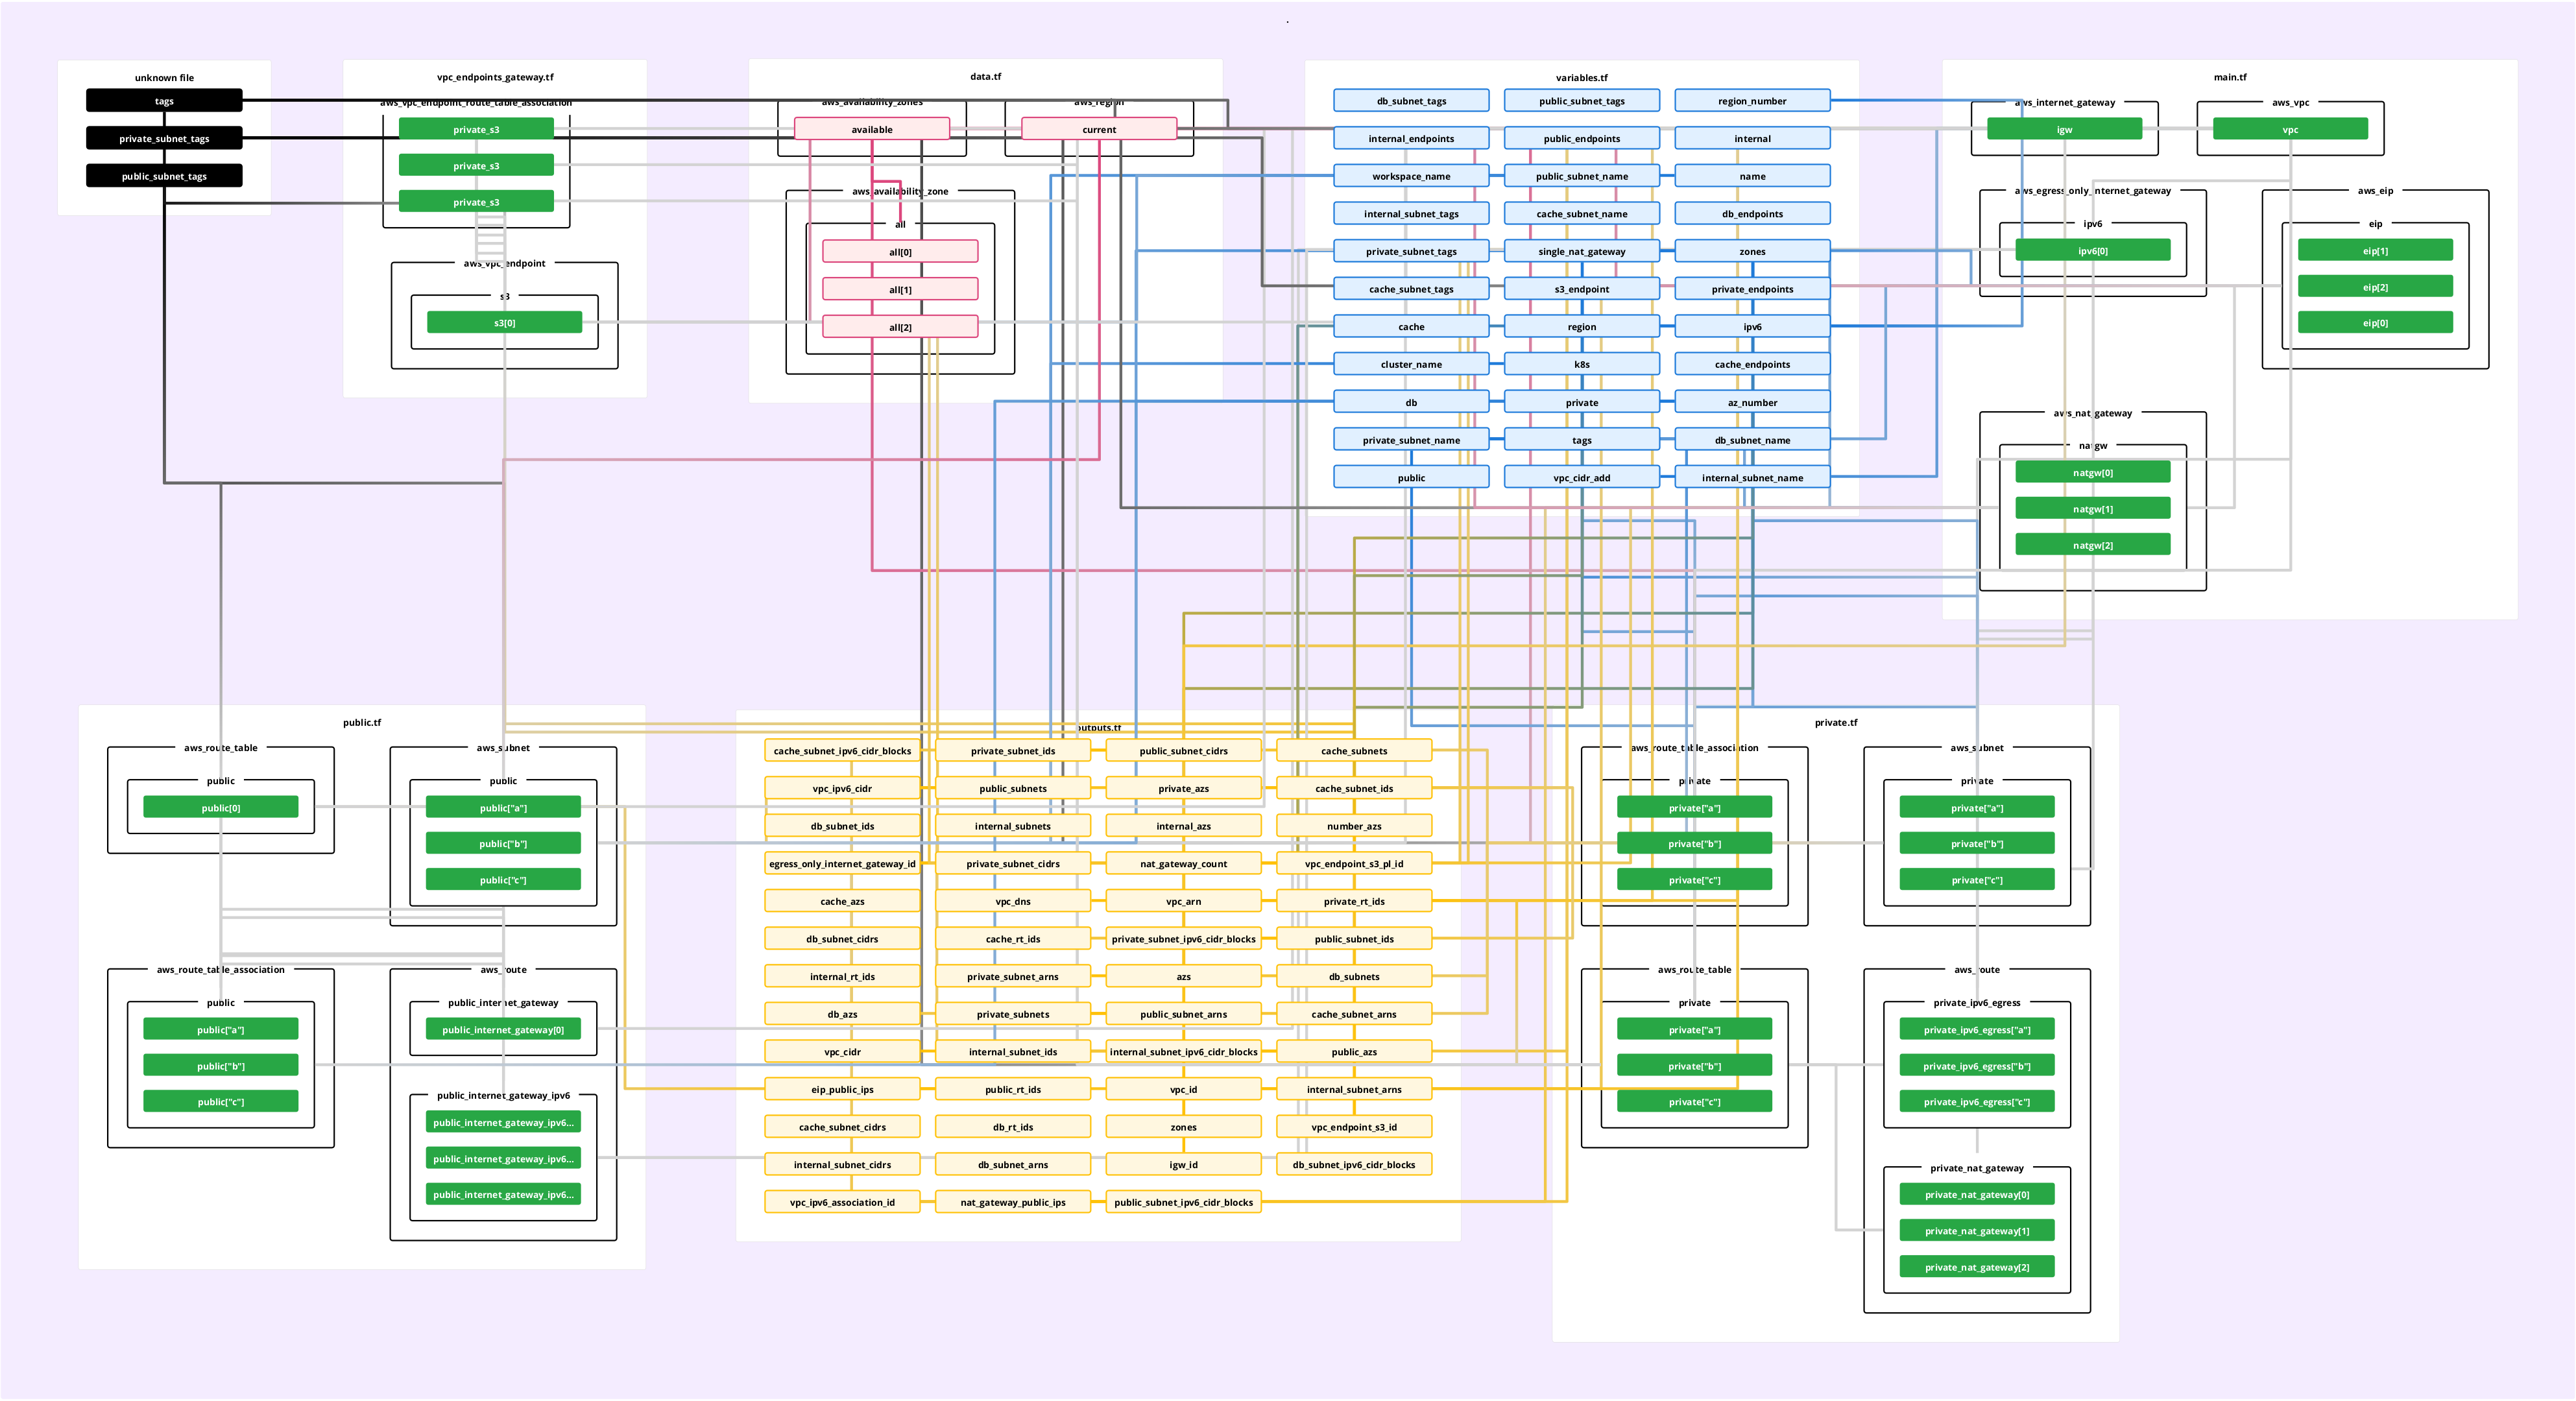 .
unknown file
tags
private_subnet_tags
public_subnet_tags
vpc_endpoints_gateway.tf
aws_vpc_endpoint_route_table_association
private_s3
private_s3
private_s3
aws_vpc_endpoint
s3
s3[0]
data.tf
aws_availability_zones
available
aws_region
current
aws_availability_zone
all
all[0]
all[1]
all[2]
variables.tf
db_subnet_tags
public_subnet_tags
region_number
internal_endpoints
public_endpoints
internal
workspace_name
public_subnet_name
name
internal_subnet_tags
cache_subnet_name
db_endpoints
private_subnet_tags
single_nat_gateway
zones
cache_subnet_tags
s3_endpoint
private_endpoints
cache
region
ipv6
cluster_name
k8s
cache_endpoints
db
private
az_number
private_subnet_name
tags
db_subnet_name
public
vpc_cidr_add
internal_subnet_name
main.tf
aws_internet_gateway
igw
aws_vpc
vpc
aws_egress_only_internet_gateway
ipv6
ipv6[0]
aws_eip
eip
eip[1]
eip[2]
eip[0]
aws_nat_gateway
natgw
natgw[0]
natgw[1]
natgw[2]
public.tf
aws_route_table
public
public[0]
aws_subnet
public
public["a"]
public["b"]
public["c"]
aws_route_table_association
public
public["a"]
public["b"]
public["c"]
aws_route
public_internet_gateway
public_internet_gateway[0]
public_internet_gateway_ipv6
public_internet_gateway_ipv6...
public_internet_gateway_ipv6...
public_internet_gateway_ipv6...
outputs.tf
cache_subnet_ipv6_cidr_blocks
private_subnet_ids
public_subnet_cidrs
cache_subnets
vpc_ipv6_cidr
public_subnets
private_azs
cache_subnet_ids
db_subnet_ids
internal_subnets
internal_azs
number_azs
egress_only_internet_gateway_id
private_subnet_cidrs
nat_gateway_count
vpc_endpoint_s3_pl_id
cache_azs
vpc_dns
vpc_arn
private_rt_ids
db_subnet_cidrs
cache_rt_ids
private_subnet_ipv6_cidr_blocks
public_subnet_ids
internal_rt_ids
private_subnet_arns
azs
db_subnets
db_azs
private_subnets
public_subnet_arns
cache_subnet_arns
vpc_cidr
internal_subnet_ids
internal_subnet_ipv6_cidr_blocks
public_azs
eip_public_ips
public_rt_ids
vpc_id
internal_subnet_arns
cache_subnet_cidrs
db_rt_ids
zones
vpc_endpoint_s3_id
internal_subnet_cidrs
db_subnet_arns
igw_id
db_subnet_ipv6_cidr_blocks
vpc_ipv6_association_id
nat_gateway_public_ips
public_subnet_ipv6_cidr_blocks
private.tf
aws_route_table_association
private
private["a"]
private["b"]
private["c"]
aws_subnet
private
private["a"]
private["b"]
private["c"]
aws_route_table
private
private["a"]
private["b"]
private["c"]
aws_route
private_ipv6_egress
private_ipv6_egress["a"]
private_ipv6_egress["b"]
private_ipv6_egress["c"]
private_nat_gateway
private_nat_gateway[0]
private_nat_gateway[1]
private_nat_gateway[2]